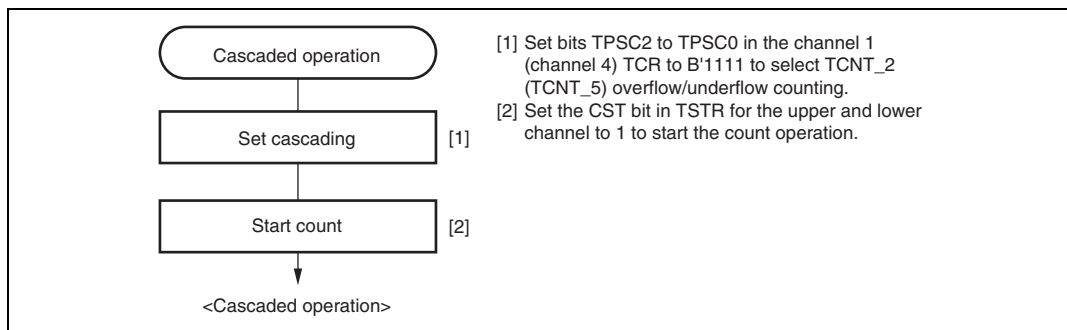 Cascaded operation
Set cascading
[1]
Start count
[2]
<Cascaded operation>
[1] Set bits TPSC2 to TPSC0 in the channel 1
(channel 4) TCR to B'1111 to select TCNT_2
(TCNT_5) overflow/underflow counting.
[2] Set the CST bit in TSTR for the upper and lower
channel to 1 to start the count operation.